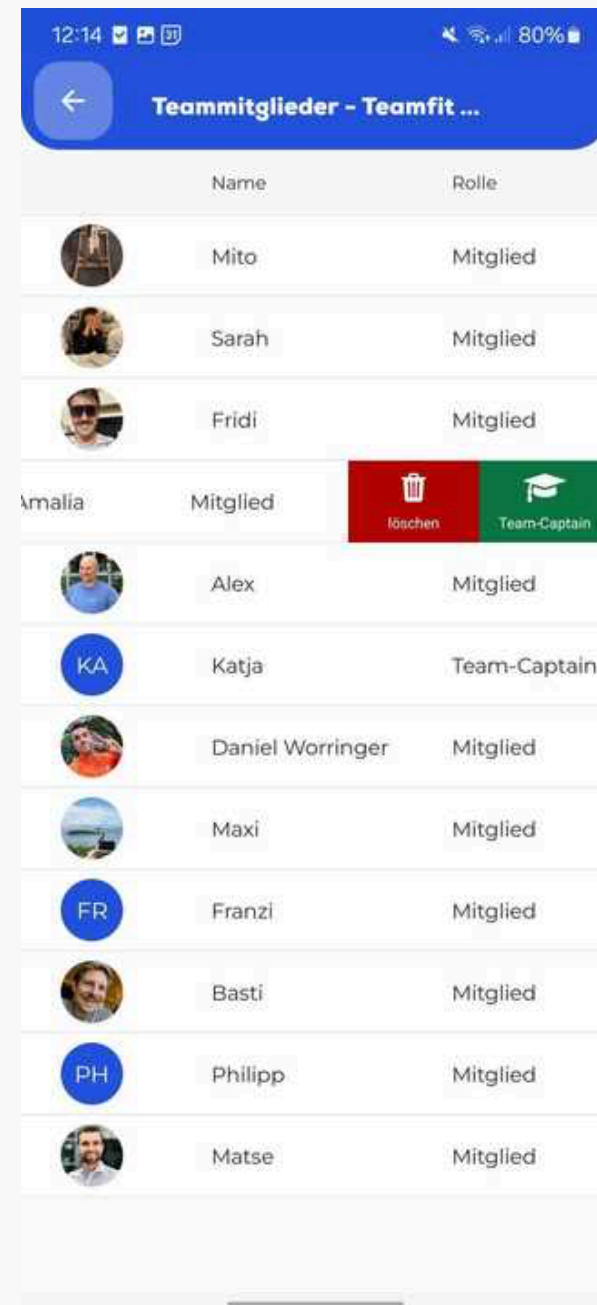 12:14 31 80%
Teammitglieder - Teamfit ...
Name Rolle
Mito Mitglied
Sarah Mitglied
Fridi Mitglied
Amalia Mitglied löschen Team-Captain
Alex Mitglied
KA Katja Team-Captain
Daniel Worringer Mitglied
Maxi Mitglied
FR Franzi Mitglied
Basti Mitglied
PH Philipp Mitglied
Matse Mitglied